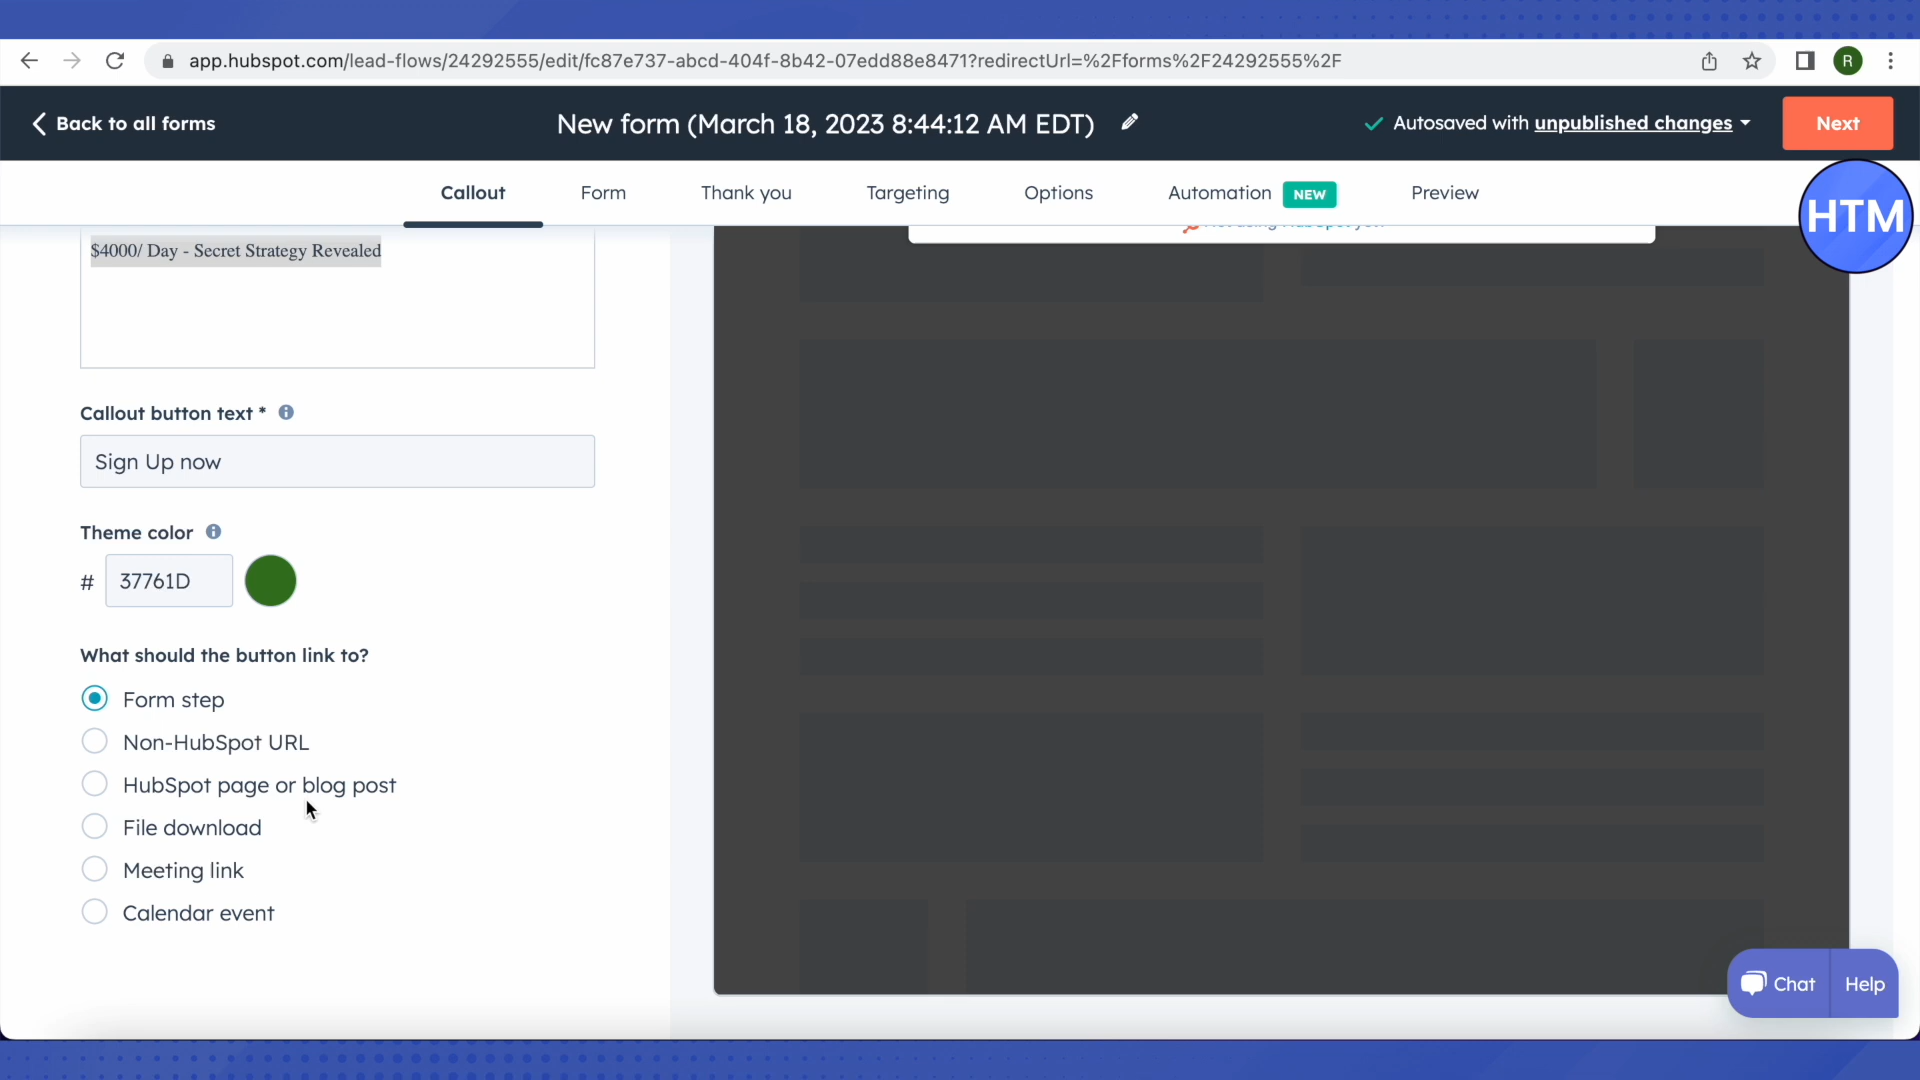 app.hubspot.com/lead-flows/24292555/edit/fc87e737-abcd-404f-8b42-07edd88e8471?redirectUrl=%2Fforms%2F24292555%2F
R
Back to all forms
New form (March 18, 2023 8:44:12 AM EDT)
Autosaved with unpublished changes
Next
Callout
Form
Thank you
Targeting
Options
Automation NEW
Preview
HTM
$4000/ Day - Secret Strategy Revealed
Callout button text *
Sign Up now
Theme color
# 37761D
What should the button link to?
Form step
Non-HubSpot URL
HubSpot page or blog post
File download
Meeting link
Calendar event
Chat
Help